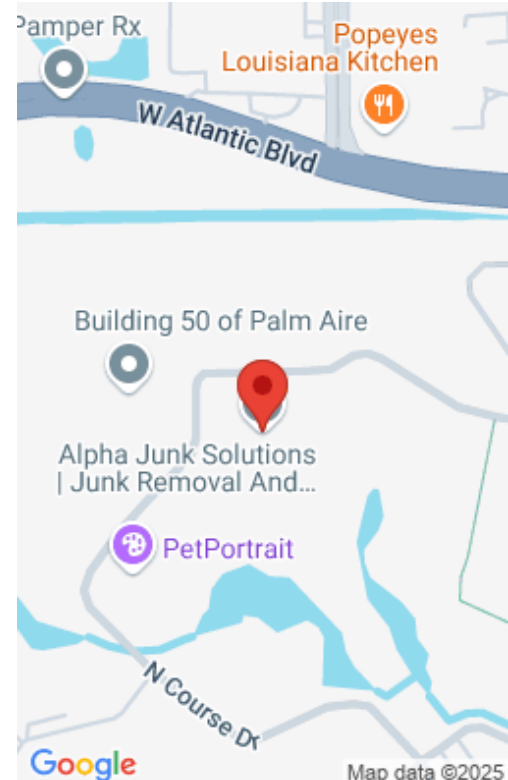 Pamper Rx
Popeyes
Louisiana Kitchen
W Atlantic Blvd
Building 50 of Palm Aire
Alpha Junk Solutions
| Junk Removal And...
PetPortrait
N Course Dr
Google
Map data ©2025